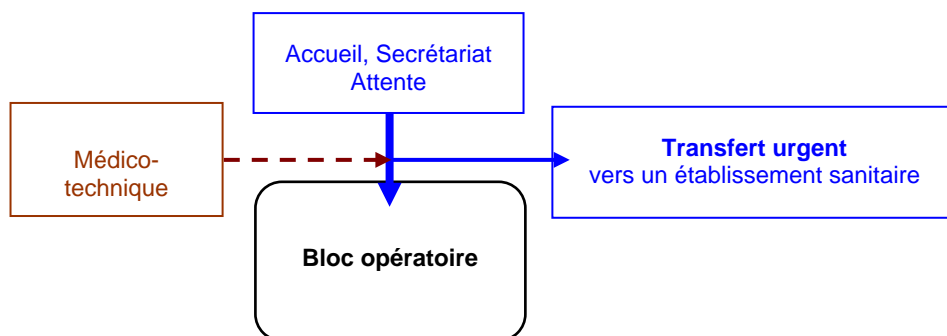 Accueil, Secrétariat
Attente
Médico-
technique
Transfert urgent
vers un établissement sanitaire
Bloc opératoire